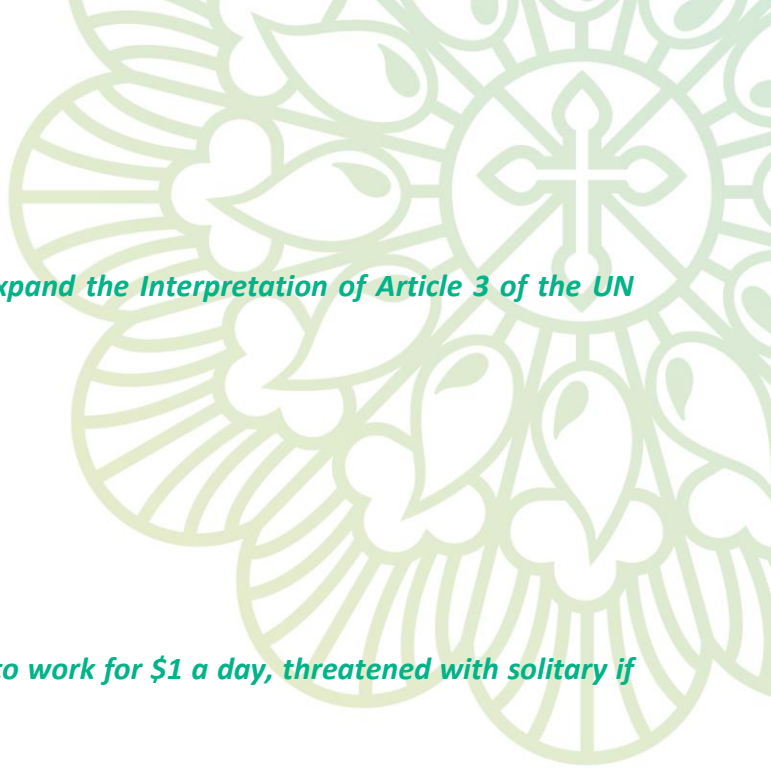 xpand the Interpretation of Article 3 of the UN
to work for $1 a day, threatened with solitary if